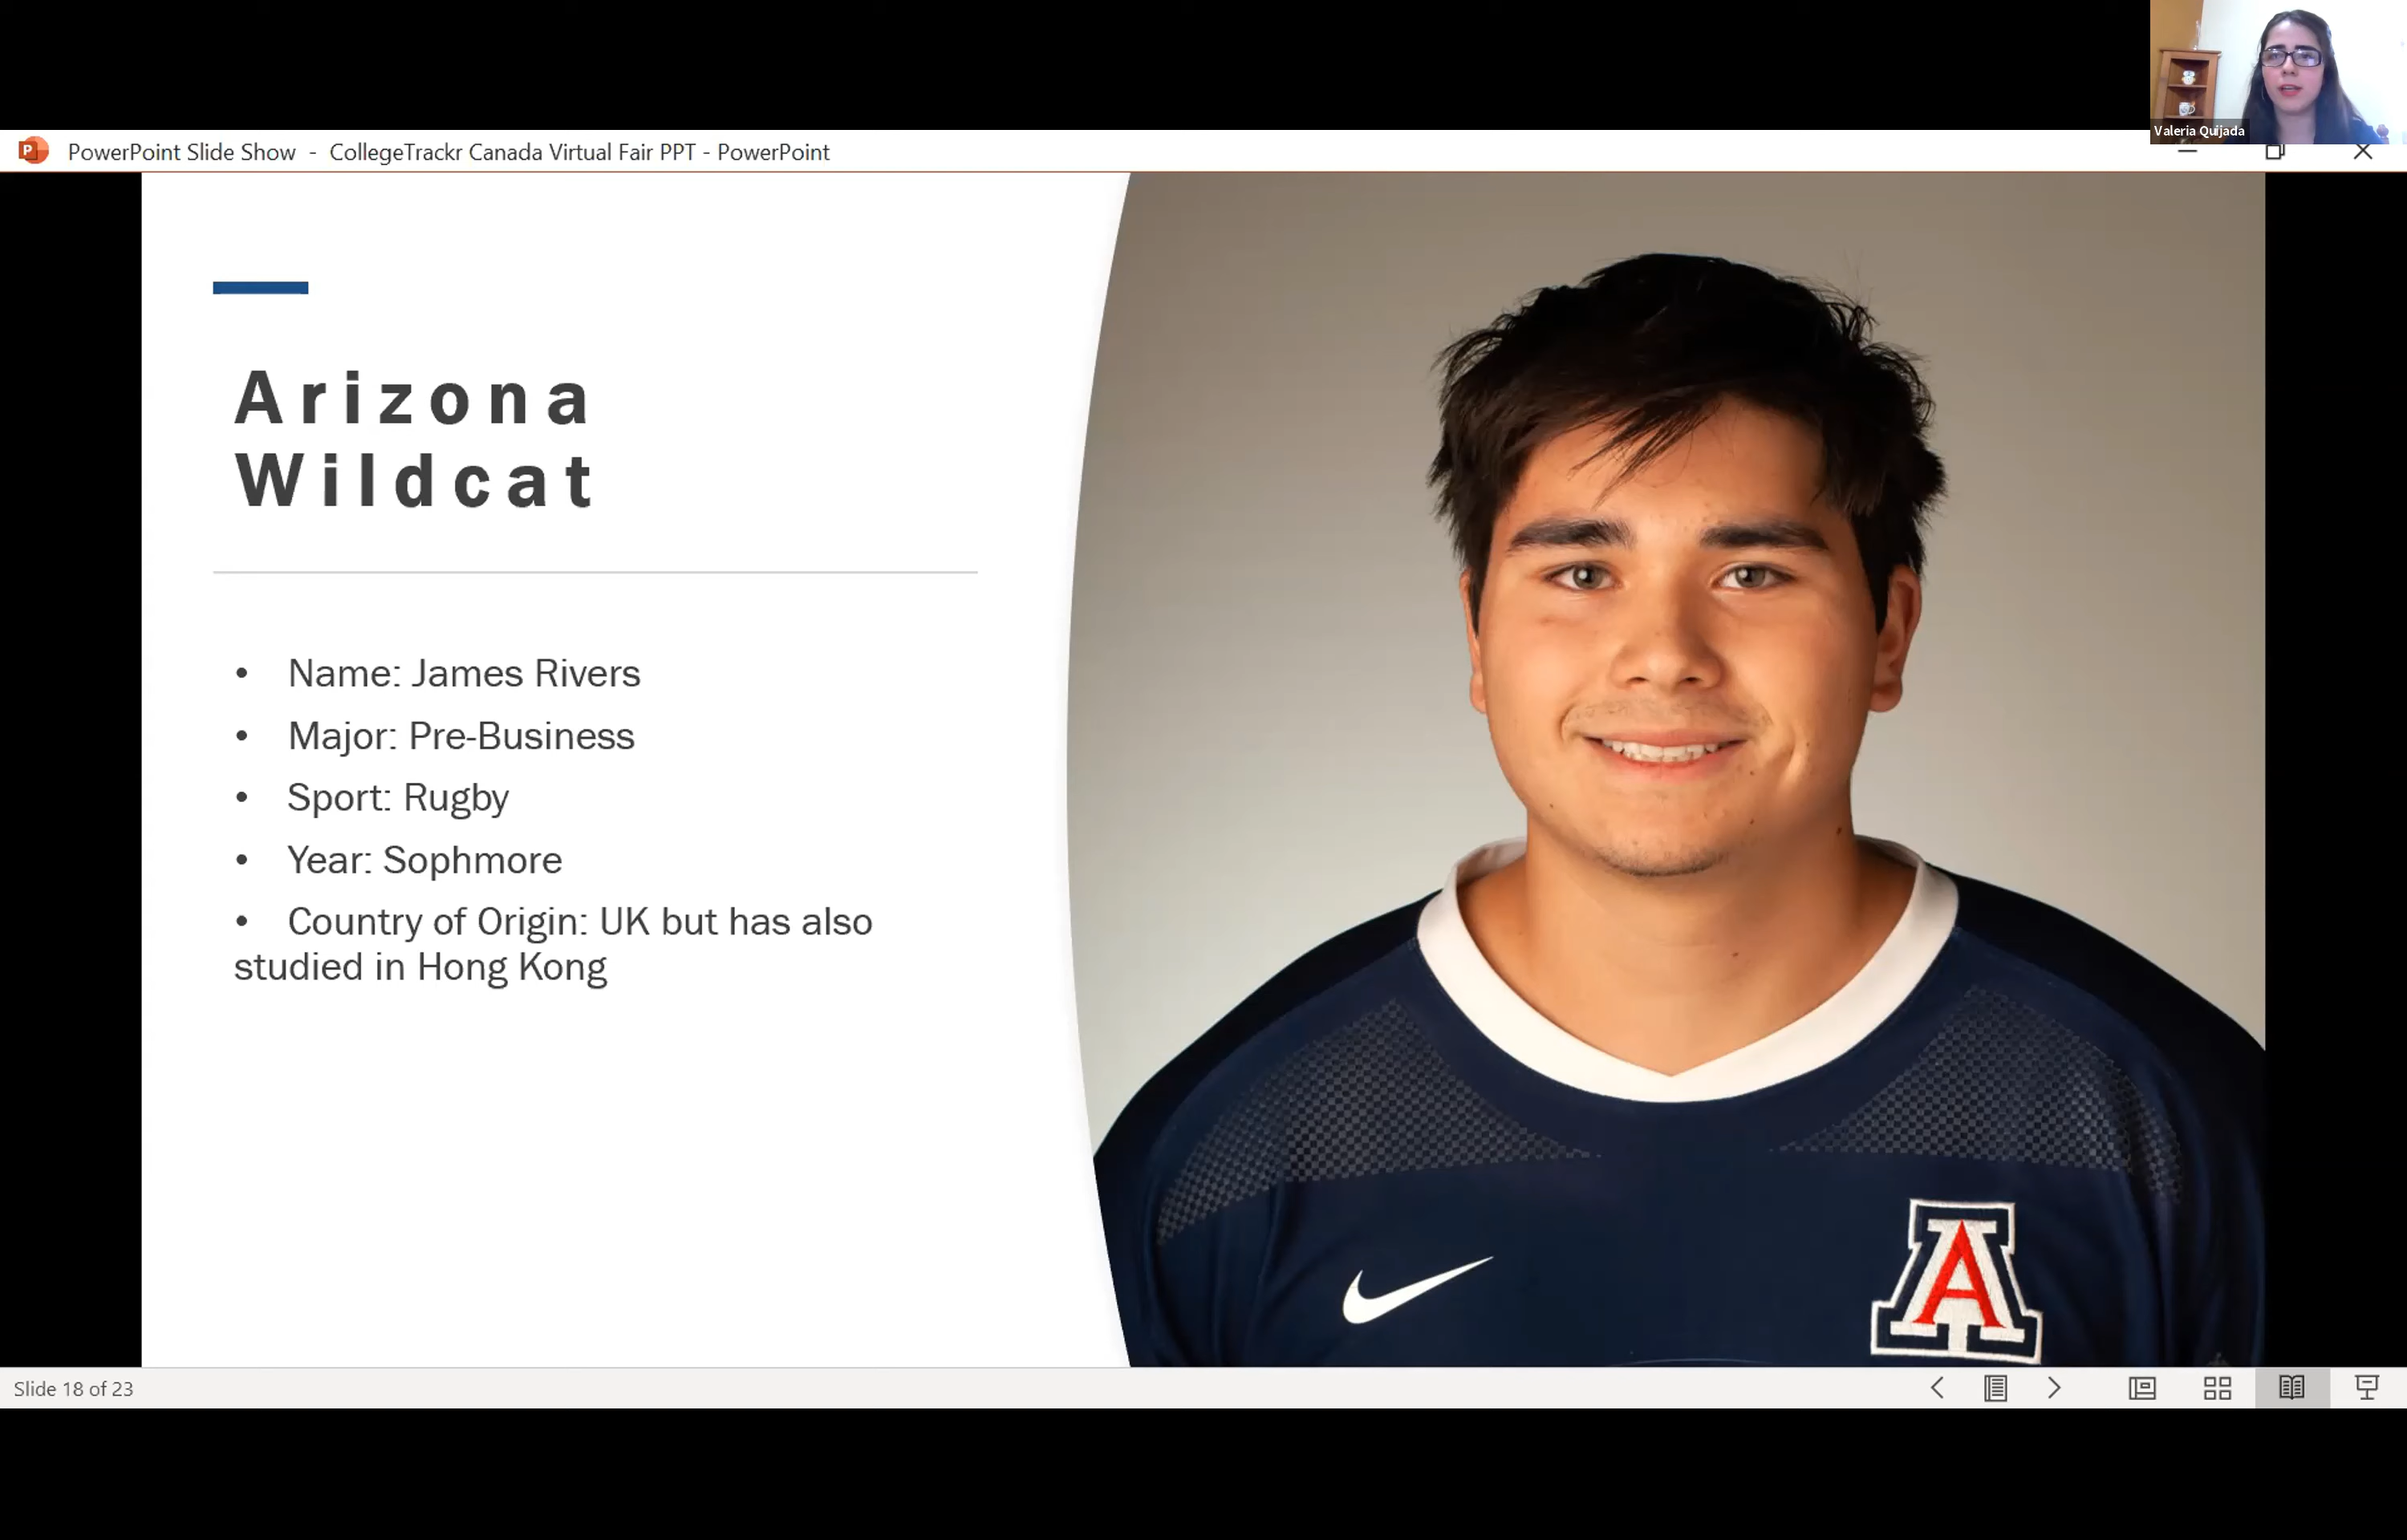 Valeria Quijada
PowerPoint Slide Show - CollegeTrackr Canada Virtual Fair PPT - PowerPoint
Arizona
Wildcat
• Name: James Rivers
• Major: Pre-Business
• Sport: Rugby
• Year: Sophmore
• Country of Origin: UK but has also
studied in Hong Kong
A
Slide 18 of 23